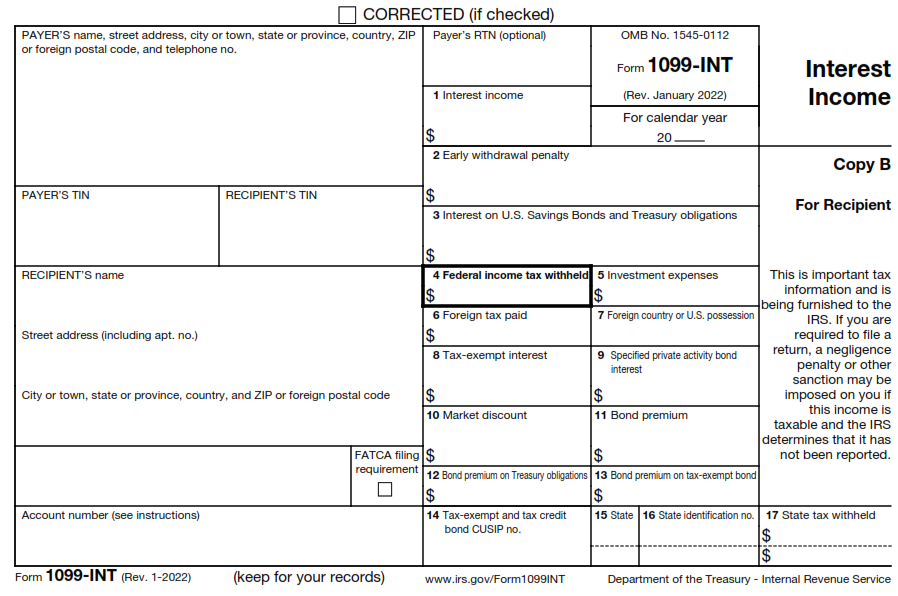 CORRECTED (if checked)
PAYER'S name, street address, city or town, state or province, country, ZIP
or foreign postal code, and telephone no.
Payer's RTN (optional)
1 Interest income
$
OMB No. 1545-0112
Form 1099-INT
(Rev. January 2022)
For calendar year
20
Interest
Income
2 Early withdrawal penalty
$
Copy B
For Recipient
PAYER'S TIN
RECIPIENT'S TIN
3 Interest on U.S. Savings Bonds and Treasury obligations
$
RECIPIENT'S name
Street address (including apt. no.)
City or town, state or province, country, and ZIP or foreign postal code
4 Federal income tax withheld
$
5 Investment expenses
$
6 Foreign tax paid
$
7 Foreign country or U.S. possession
8 Tax-exempt interest
$
9 Specified private activity bond
interest
$
10 Market discount
$
11 Bond premium
$
This is important tax
information and is
being furnished to the
IRS. If you are
required to file a
return, a negligence
penalty or other
sanction may be
imposed on you if
this income is
taxable and the IRS
determines that it has
not been reported.
FATCA filing
requirement
12 Bond premium on Treasury obligations
$
13 Bond premium on tax-exempt bond
$
Account number (see instructions)
14 Tax-exempt and tax credit
bond CUSIP no.
15 State
16 State identification no.
17 State tax withheld
$
$
Form 1099-INT (Rev. 1-2022)
(keep for your records)
www.irs.gov/Form1099INT
Department of the Treasury - Internal Revenue Service